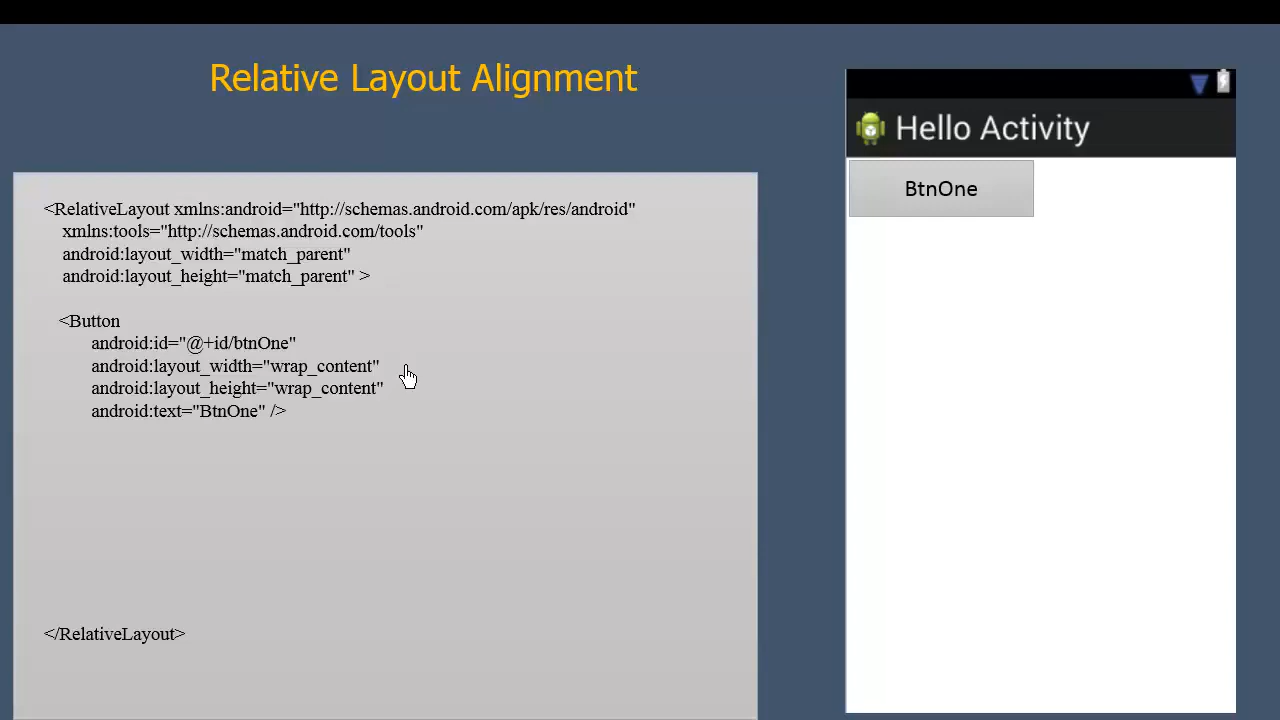 Relative Layout Alignment
Hello Activity
BtnOne
<RelativeLayout xmlns:android="http://schemas.android.com/apk/res/android"
xmlns:tools="http://schemas.android.com/tools"
android:layout_width="match_parent"
android:layout_height="match_parent" >
<Button
android:id="@+id/btnOne"
android:layout_width="wrap_content"
android:layout_height="wrap_content"
android:text="BtnOne" />
</RelativeLayout>